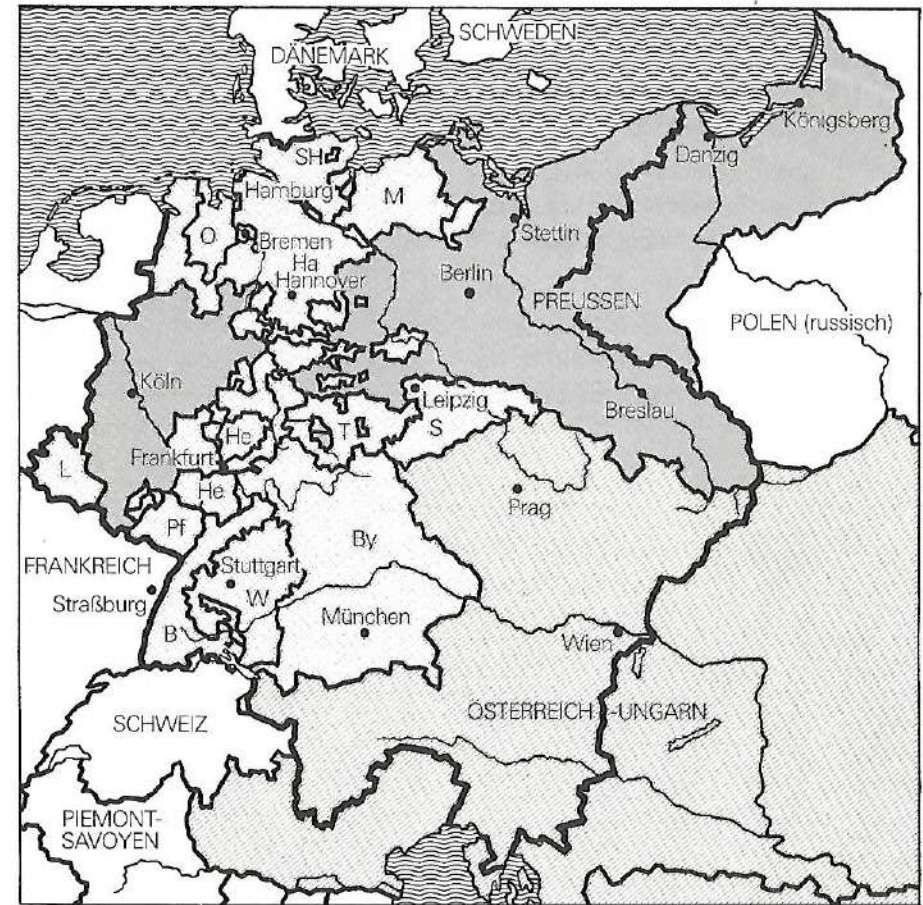 SCHWEDEN
DÄNEMARK
Königsberg
Danzig
SH
Hamburg
M
Stettin
O
Bremen
Ha
Hannover
Berlin
PREUSSEN
POLEN (russisch)
Köln
Leipzig
Breslau
He
T
S
Frankfurt
L
He
Prag
Pf
By
FRANKREICH
Stuttgart
Straßburg
W
München
Wien
B
ÖSTERREICH-UNGARN
SCHWEIZ
PIEMONT-
SAVOYEN